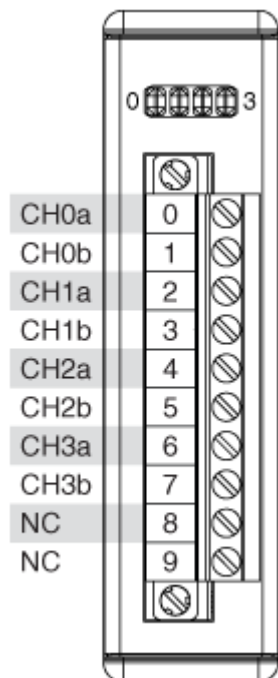 0 3
CH0a 0
CH0b 1
CH1a 2
CH1b 3
CH2a 4
CH2b 5
CH3a 6
CH3b 7
NC 8
NC 9